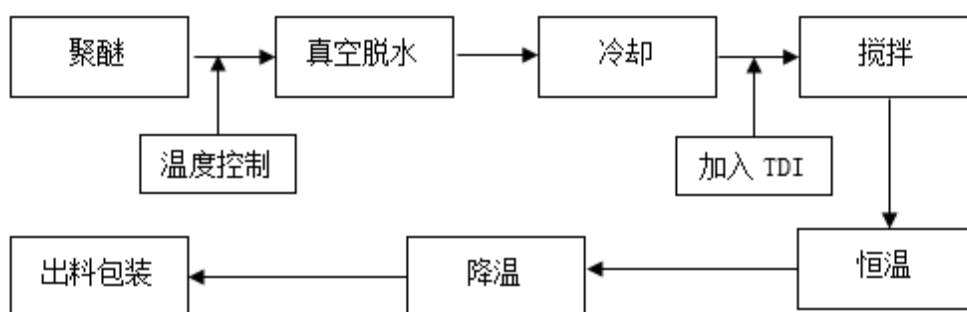 聚醚
真空脱水
冷却
搅拌
温度控制
加入 TDI
出料包装
降温
恒温